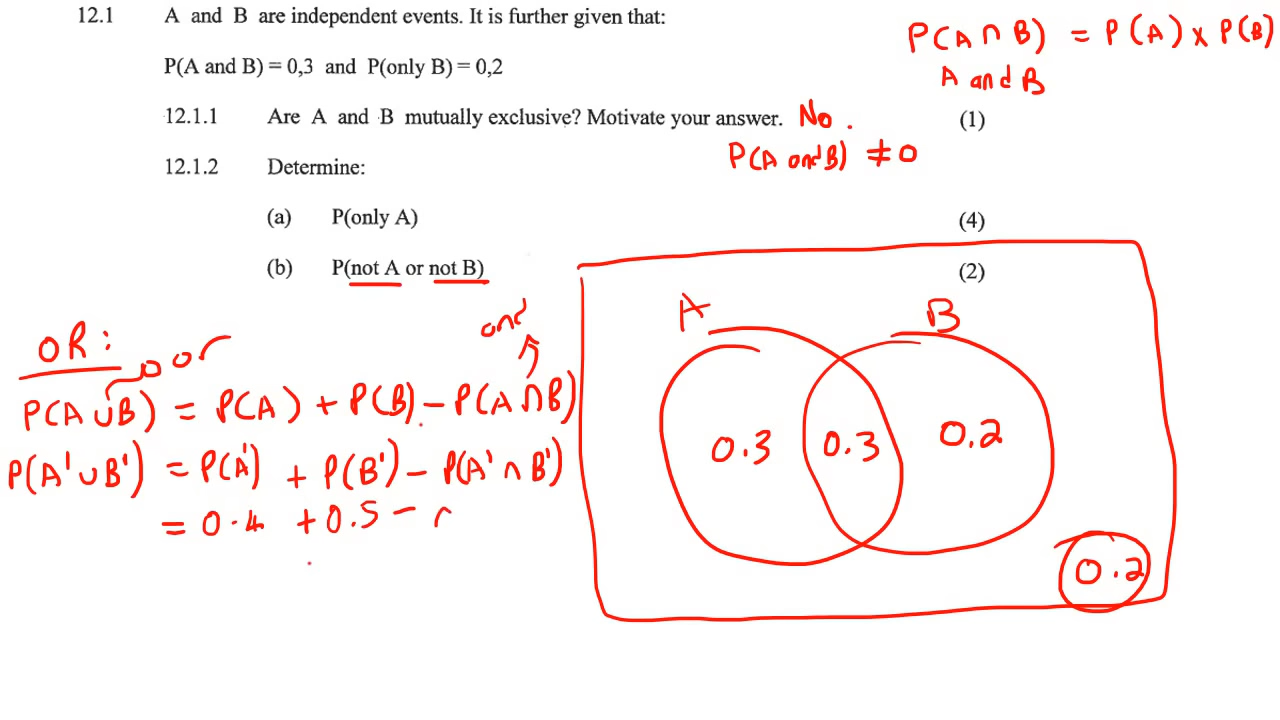 12.1 A and B are independent events. It is further given that:
P(A ∩ B) = P(A) × P(B)
P(A and B) = 0,3 and P(only B) = 0,2
A and B
12.1.1 Are A and B mutually exclusive? Motivate your answer. No. (1)
P(A and B) ≠ 0
12.1.2 Determine:
(a) P(only A) (4)
(b) P(not A or not B) (2)
and
OR:
or
P(A ∪ B) = P(A) + P(B) − P(A ∩ B)
P(A' ∪ B') = P(A') + P(B') − P(A' ∩ B')
= 0.4 + 0.5 −
A B
0.3 0.3 0.2
0.2